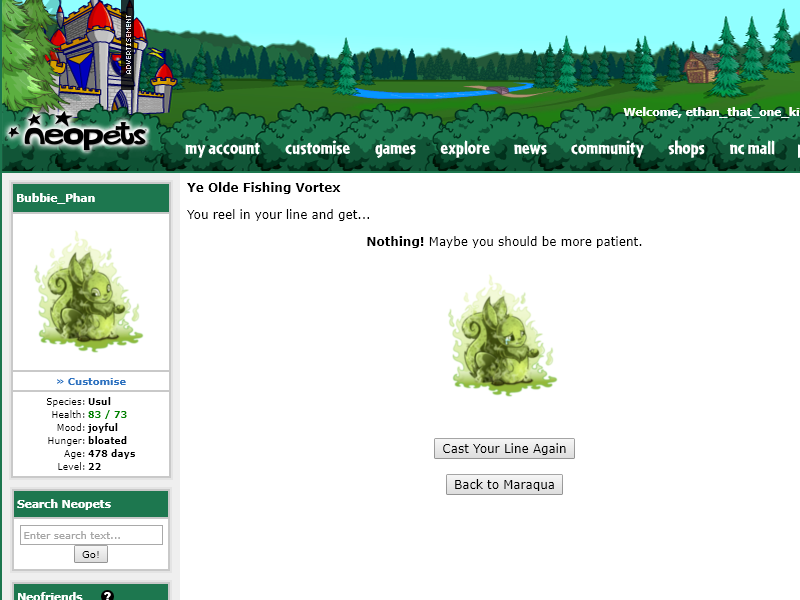 ADVERTISEMENT
Welcome, ethan_that_one_ki
neopets
my account customise games explore news community shops nc mall
Bubbie_Phan
» Customise
Species: Usul
Health: 83 / 73
Mood: joyful
Hunger: bloated
Age: 478 days
Level: 22
Search Neopets
Enter search text...
Go!
Neofriends ?
Ye Olde Fishing Vortex
You reel in your line and get...
Nothing! Maybe you should be more patient.
Cast Your Line Again
Back to Maraqua